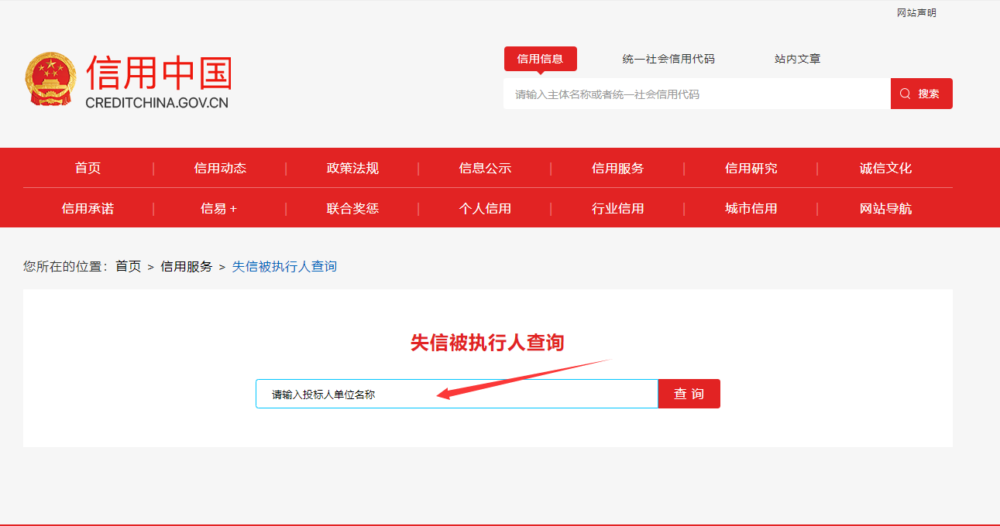 网站声明
信用中国
CREDITCHINA.GOV.CN
信用信息 统一社会信用代码 站内文章
请输入主体名称或者统一社会信用代码 搜索
首页 | 信用动态 | 政策法规 | 信息公示 | 信用服务 | 信用研究 | 诚信文化
信用承诺 | 信易+ | 联合奖惩 | 个人信用 | 行业信用 | 城市信用 | 网站导航
您所在的位置：首页 > 信用服务 > 失信被执行人查询
失信被执行人查询
请输入投标人单位名称 查 询